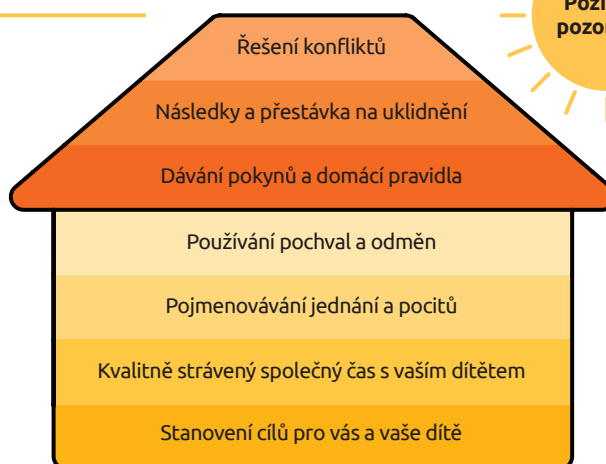 Řešení konfliktů
Následky a přestávka na uklidnění
Dávání pokynů a domácí pravidla
Používání pochval a odměn
Pojmenovávání jednání a pocitů
Kvalitně strávený společný čas s vaším dítětem
Stanovení cílů pro vás a vaše dítě